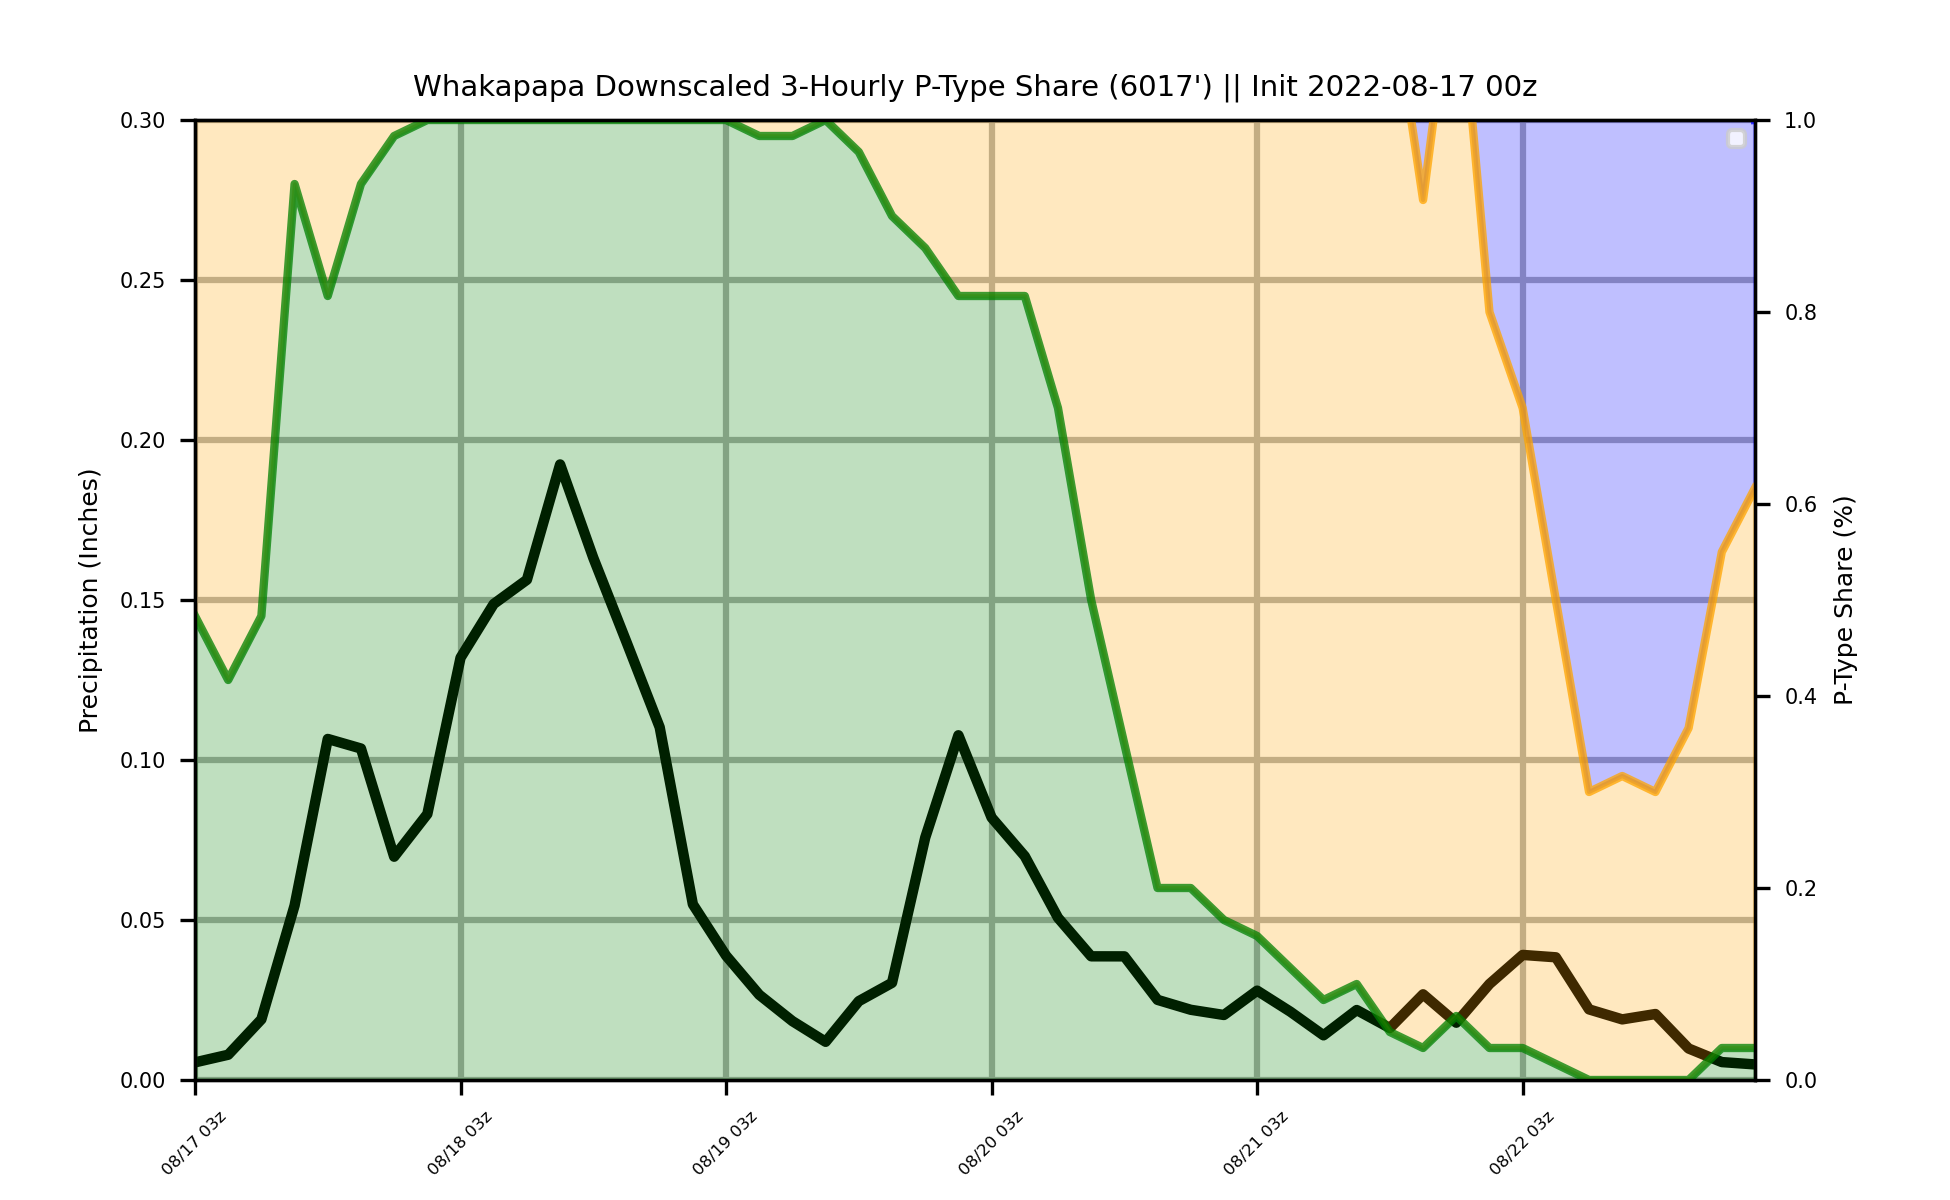 Whakapapa Downscaled 3-Hourly P-Type Share (6017') || Init 2022-08-17 00z
Precipitation (Inches)
0.30
0.25
0.20
0.15
0.10
0.05
0.00
1.0
0.8
0.6
0.4
0.2
0.0
P-Type Share (%)
08/17 03z
08/18 03z
08/19 03z
08/20 03z
08/21 03z
08/22 03z